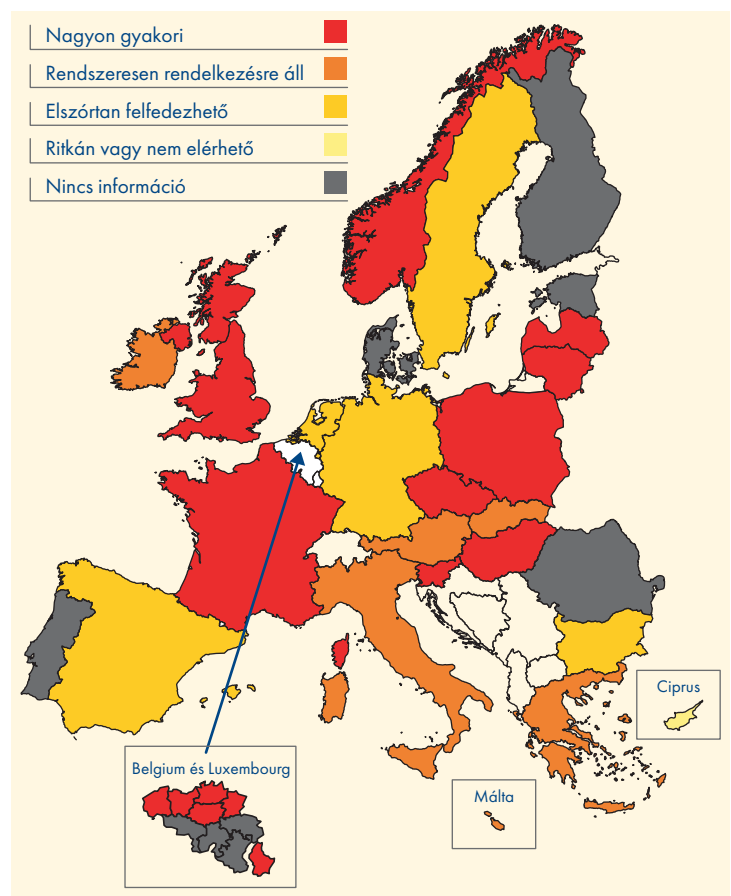 Nagyon gyakori
Rendszeresen rendelkezésre áll
Elszórtan felfedezhető
Ritkán vagy nem elérhető
Nincs információ
Ciprus
Belgium és Luxembourg
Málta